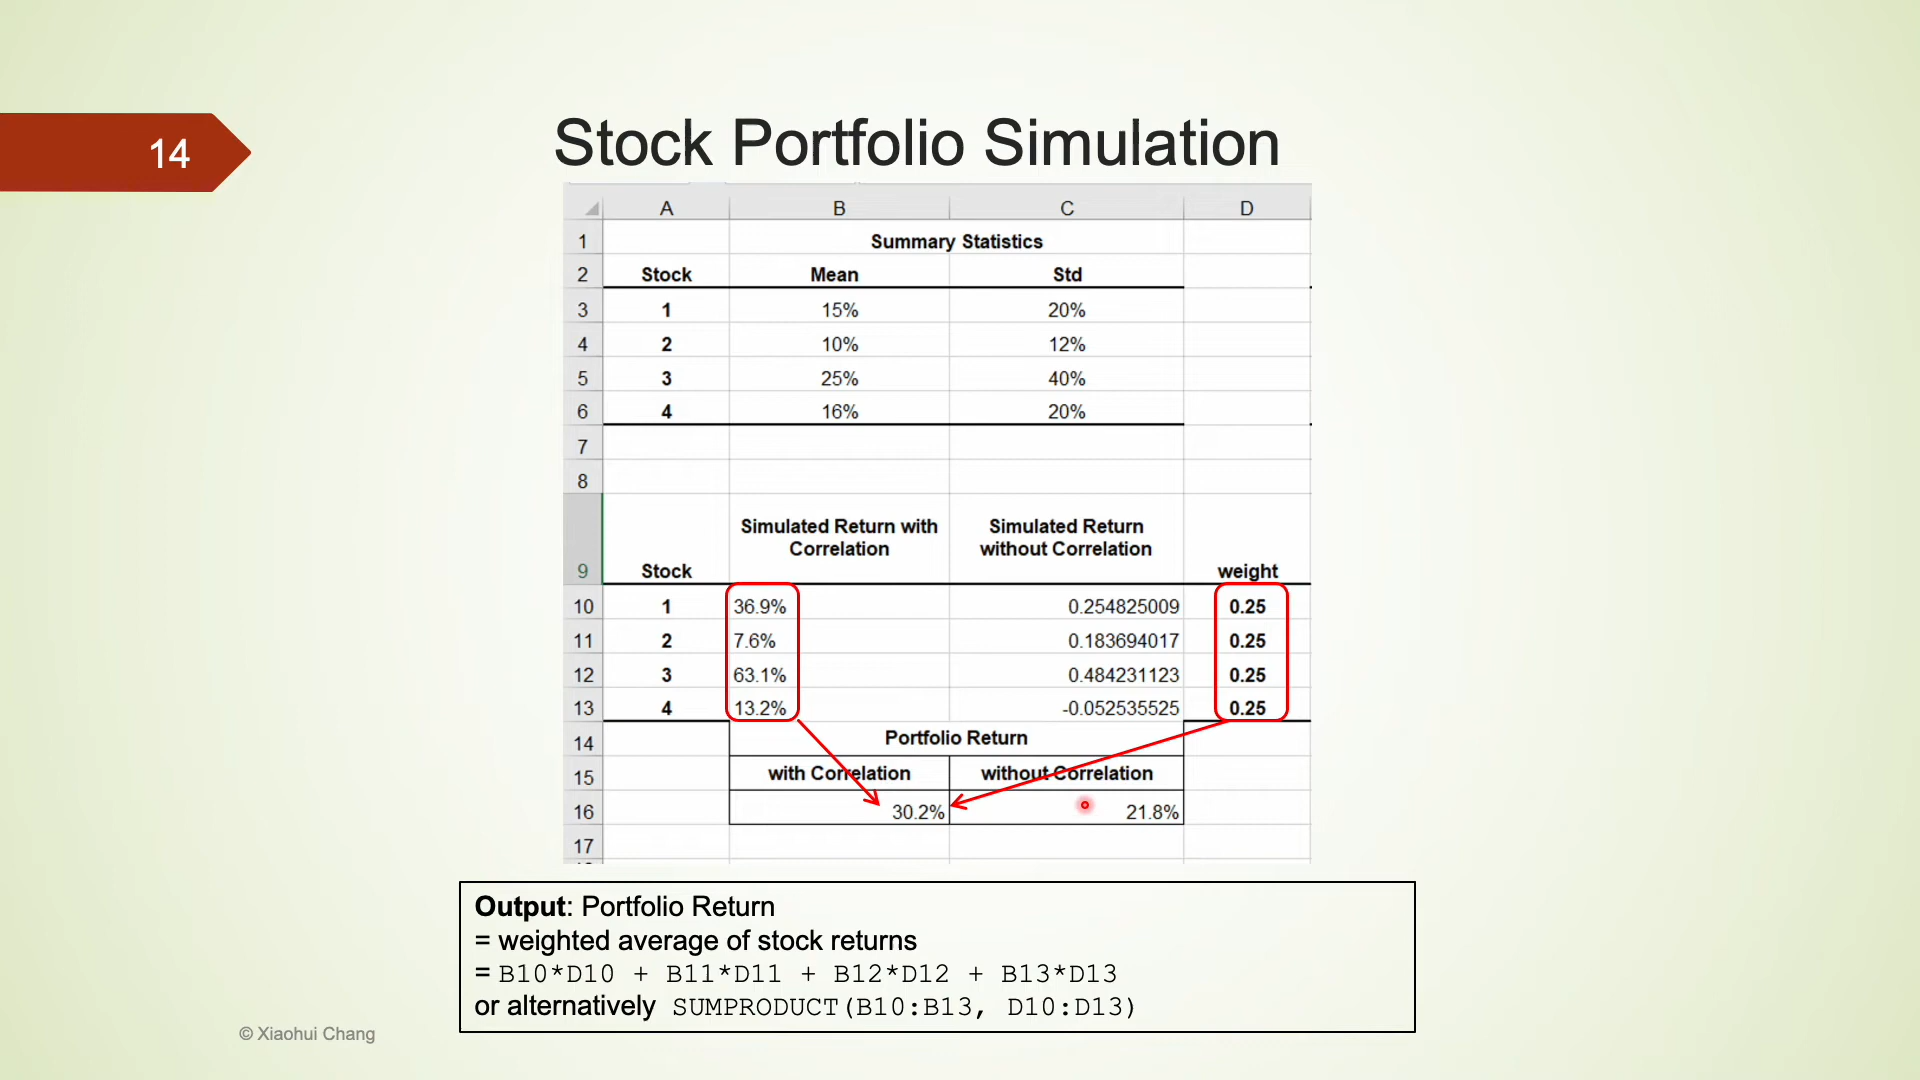 14
Stock Portfolio Simulation
A B C D
1 Summary Statistics
2 Stock Mean Std
3 1 15% 20%
4 2 10% 12%
5 3 25% 40%
6 4 16% 20%
7
8
Simulated Return with Simulated Return
Correlation without Correlation
9 Stock weight
10 1 36.9% 0.254825009 0.25
11 2 7.6% 0.183694017 0.25
12 3 63.1% 0.484231123 0.25
13 4 13.2% -0.052535525 0.25
14 Portfolio Return
15 with Correlation without Correlation
16 30.2% 21.8%
17
Output: Portfolio Return
= weighted average of stock returns
= B10*D10 + B11*D11 + B12*D12 + B13*D13
or alternatively SUMPRODUCT(B10:B13, D10:D13)
© Xiaohui Chang